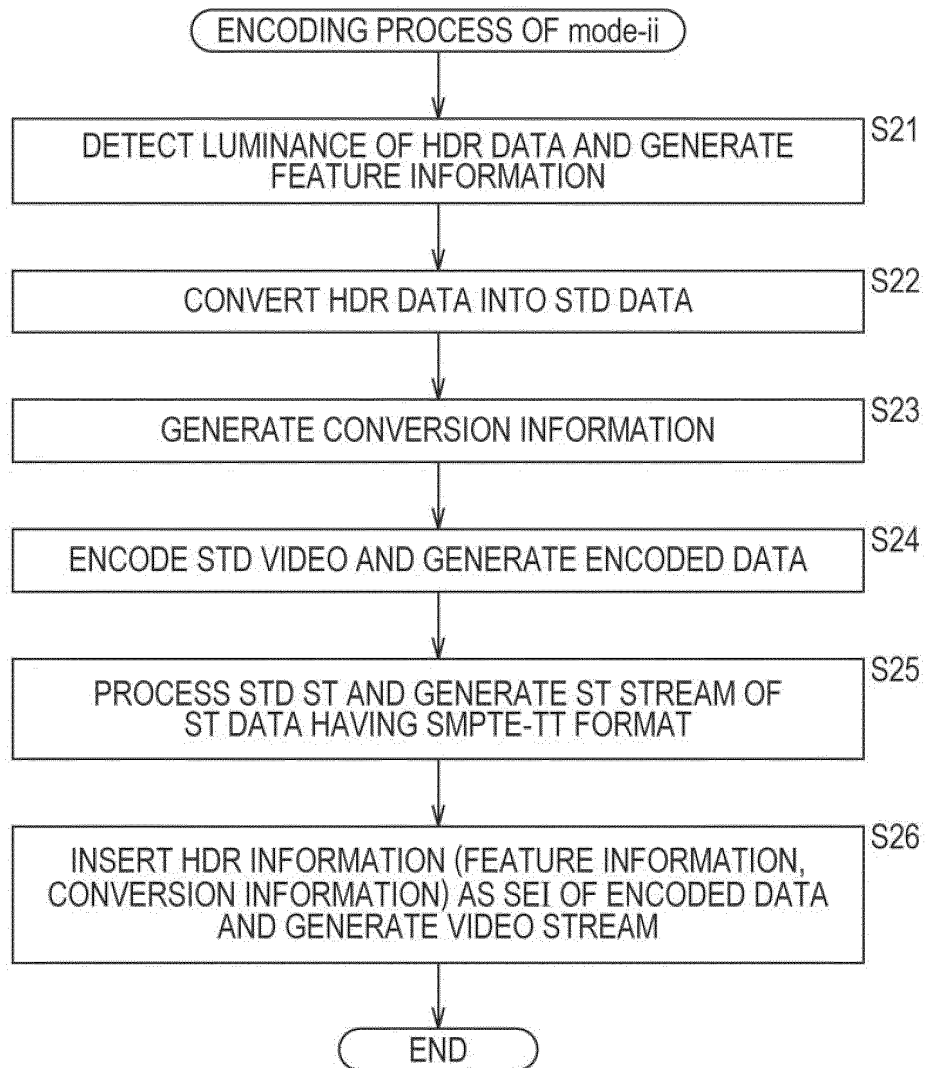 ENCODING PROCESS OF mode-ii
S21
DETECT LUMINANCE OF HDR DATA AND GENERATE
FEATURE INFORMATION
S22
CONVERT HDR DATA INTO STD DATA
S23
GENERATE CONVERSION INFORMATION
S24
ENCODE STD VIDEO AND GENERATE ENCODED DATA
S25
PROCESS STD ST AND GENERATE ST STREAM OF
ST DATA HAVING SMPTE-TT FORMAT
S26
INSERT HDR INFORMATION (FEATURE INFORMATION,
CONVERSION INFORMATION) AS SEI OF ENCODED DATA
AND GENERATE VIDEO STREAM
END